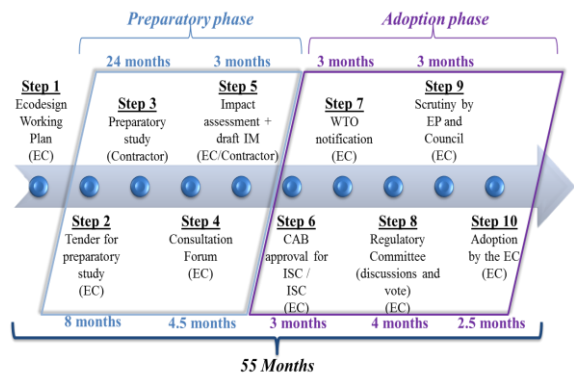 Preparatory phase
Adoption phase
24 months
3 months
3 months
3 months
Step 1
Ecodesign
Working
Plan
(EC)
Step 3
Preparatory
study
(Contractor)
Step 5
Impact
assessment +
draft IM
(EC/Contractor)
Step 7
WTO
notification
(EC)
Step 9
Scrutiny by
EP and
Council
(EC)
Step 2
Tender for
preparatory
study
(EC)
Step 4
Consultation
Forum
(EC)
Step 6
CAB
approval for
ISC /
ISC
(EC)
Step 8
Regulatory
Committee
(discussions and
vote)
(EC)
Step 10
Adoption
by the EC
(EC)
8 months
4.5 months
3 months
4 months
2.5 months
55 Months